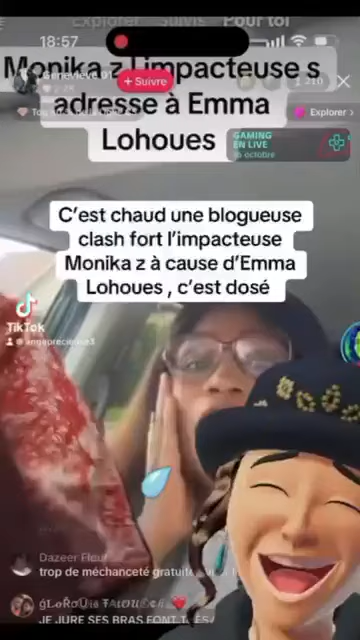 Explorer Suivis Pour toi
18:57
Monika z l'impacteuse s
adresse à Emma
Lohoues
Geneviève
+ Suivre
Explorer >
GAMING
EN LIVE
octobre
C'est chaud une blogueuse
clash fort l'impacteuse
Monika z à cause d'Emma
Lohoues , c'est dosé
TikTok
Dazeer Fleur
trop de méchanceté gratuite
JE JURE SES BRAS FONT